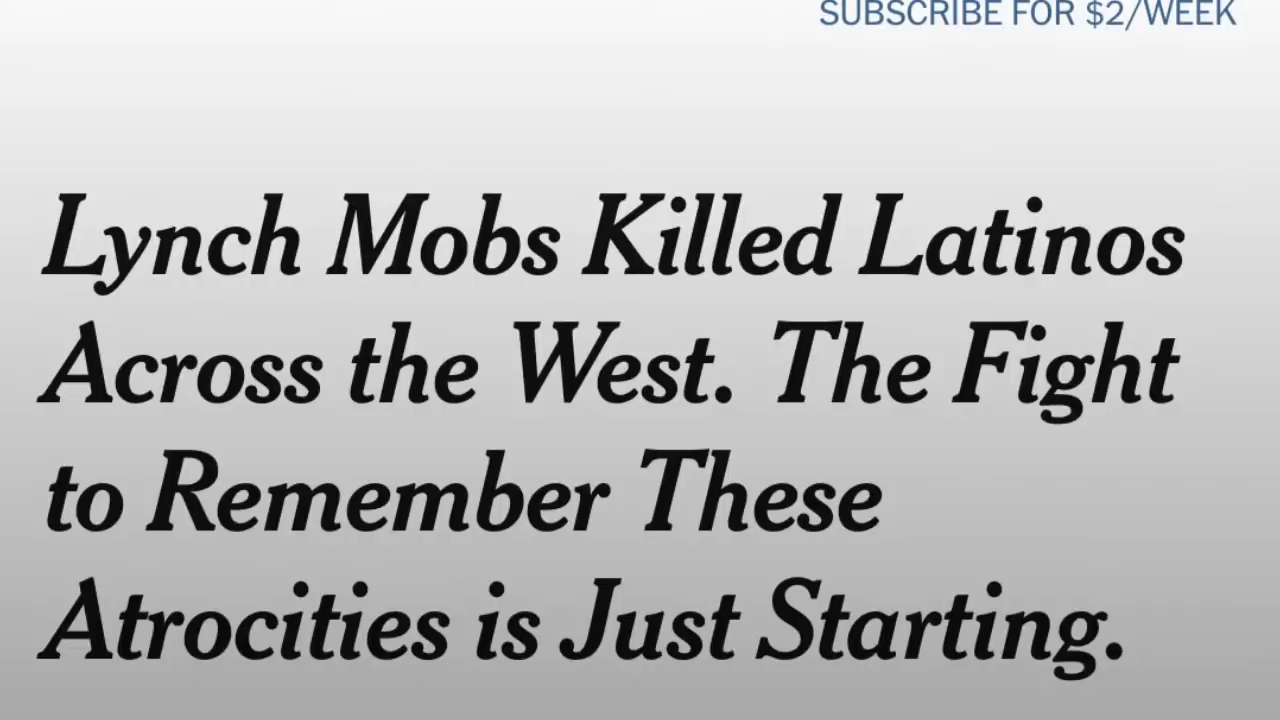 SUBSCRIBE FOR $2/WEEK
Lynch Mobs Killed Latinos
Across the West. The Fight
to Remember These
Atrocities is Just Starting.